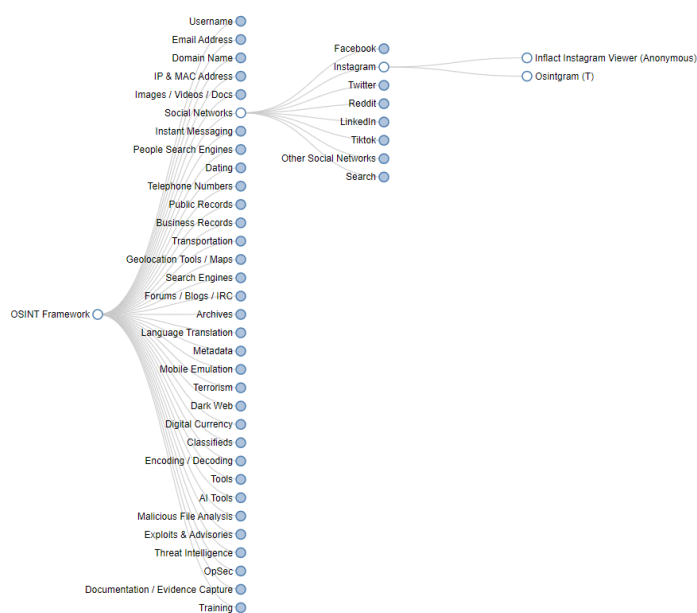 Username
Email Address
Domain Name
IP & MAC Address
Images / Videos / Docs
Social Networks
Instant Messaging
People Search Engines
Dating
Telephone Numbers
Public Records
Business Records
Transportation
Geolocation Tools / Maps
Search Engines
Forums / Blogs / IRC
OSINT Framework
Archives
Language Translation
Metadata
Mobile Emulation
Terrorism
Dark Web
Digital Currency
Classifieds
Encoding / Decoding
Tools
AI Tools
Malicious File Analysis
Exploits & Advisories
Threat Intelligence
OpSec
Documentation / Evidence Capture
Training
Facebook
Instagram
Twitter
Reddit
LinkedIn
Tiktok
Other Social Networks
Search
Inflact Instagram Viewer (Anonymous)
Osintgram (T)